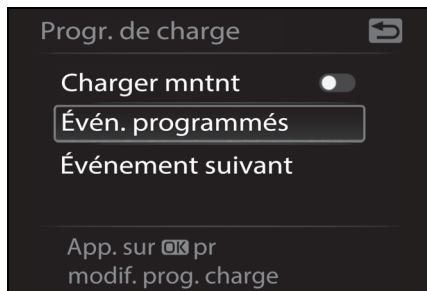 Progr. de charge
Charger mntnt
Évén. programmés
Événement suivant
App. sur OK pr
modif. prog. charge